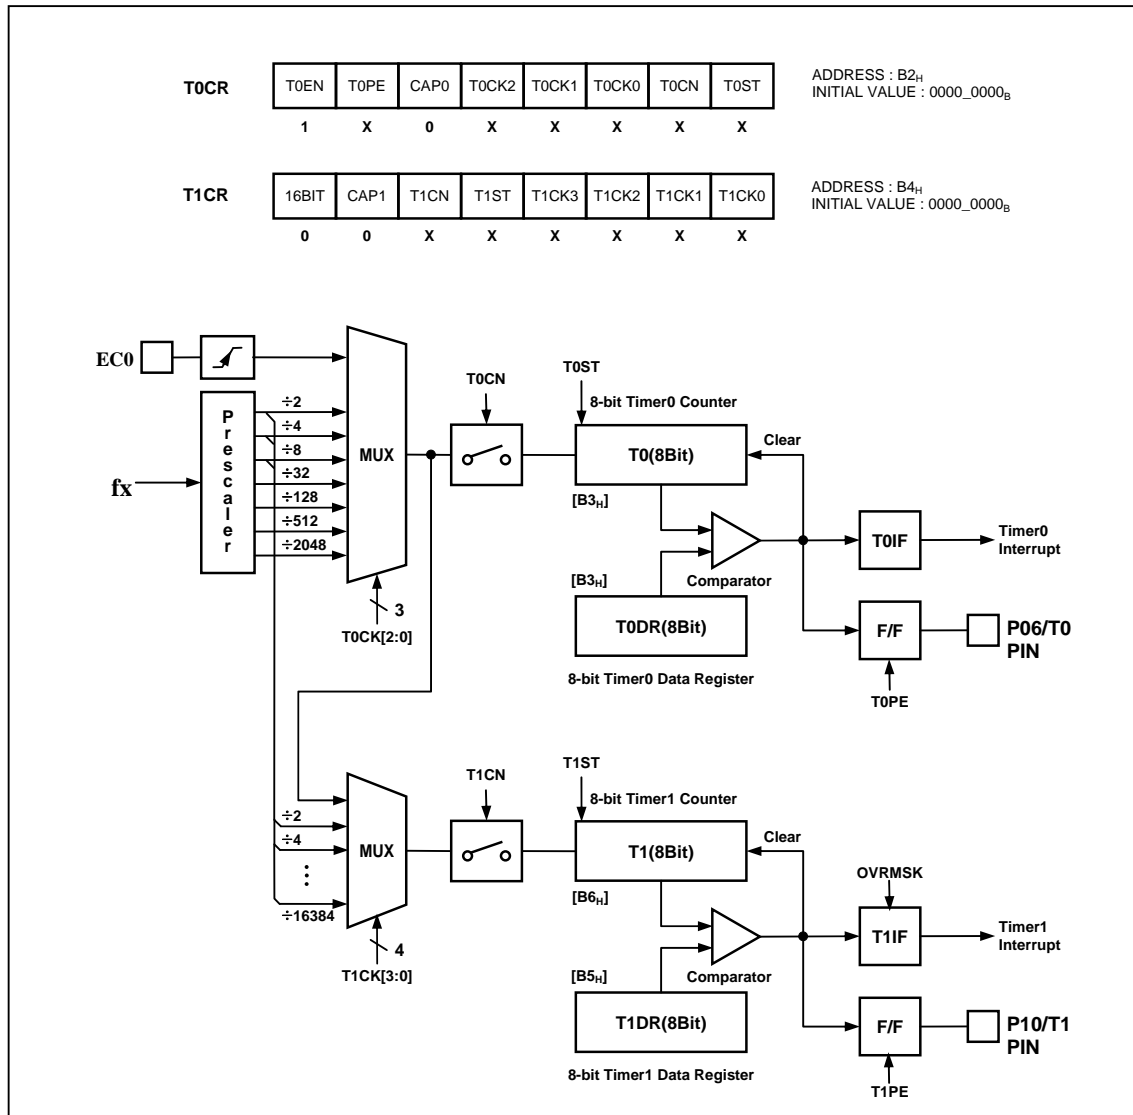 T0CR T0EN T0PE CAP0 T0CK2 T0CK1 T0CK0 T0CN T0ST
ADDRESS : B2H
INITIAL VALUE : 0000_0000B
1 X 0 X X X X X
T1CR 16BIT CAP1 T1CN T1ST T1CK3 T1CK2 T1CK1 T1CK0
ADDRESS : B4H
INITIAL VALUE : 0000_0000B
0 0 X X X X X X
EC0
fx
Prescaler
÷2
÷4
÷8
÷32
÷128
÷512
÷2048
MUX
3
T0CK[2:0]
T0CN
T0ST
8-bit Timer0 Counter
T0(8Bit)
Clear
[B3H]
Comparator
[B3H]
T0DR(8Bit)
8-bit Timer0 Data Register
T0IF
Timer0
Interrupt
F/F
P06/T0
PIN
T0PE
÷2
÷4
⋮
÷16384
MUX
4
T1CK[3:0]
T1CN
T1ST
8-bit Timer1 Counter
T1(8Bit)
Clear
[B6H]
Comparator
[B5H]
T1DR(8Bit)
8-bit Timer1 Data Register
OVRMSK
T1IF
Timer1
Interrupt
F/F
P10/T1
PIN
T1PE